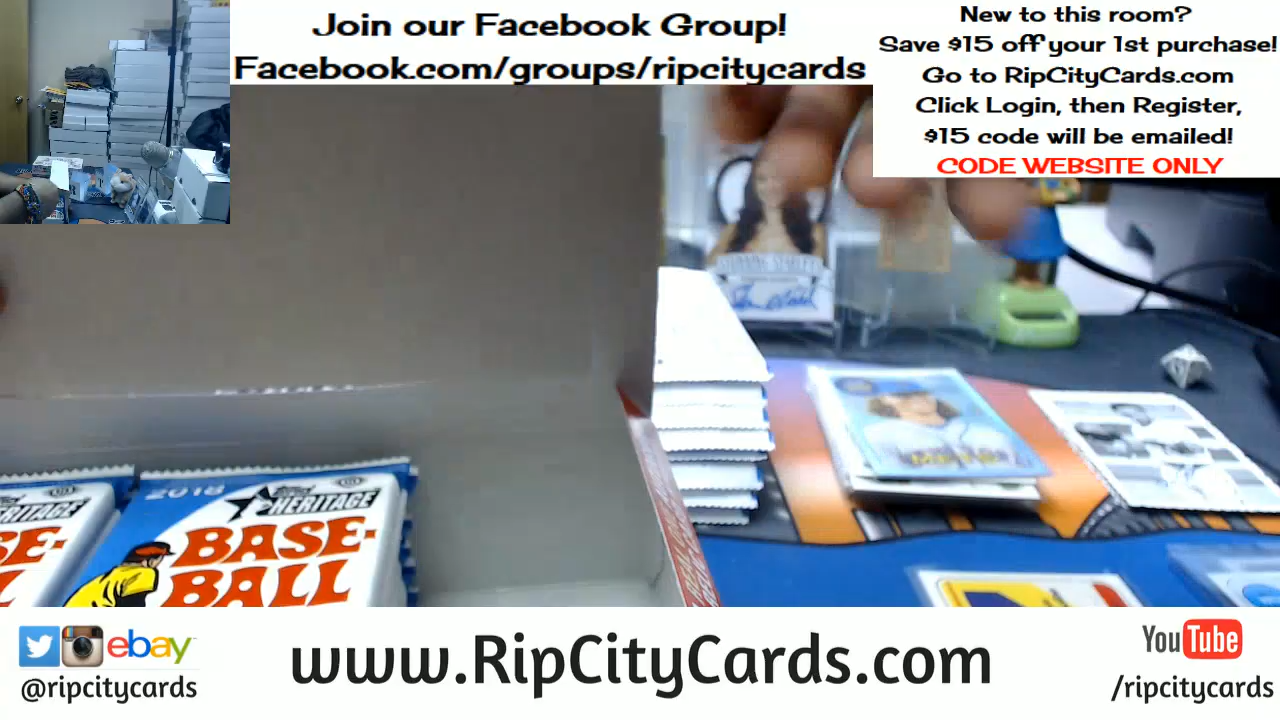 Join our Facebook Group!
Facebook.com/groups/ripcitycards
New to this room?
Save $15 off your 1st purchase!
Go to RipCityCards.com
Click Login, then Register,
$15 code will be emailed!
CODE WEBSITE ONLY
2018
Topps
HERITAGE
BASE-
BALL
ebay
@ripcitycards
www.RipCityCards.com
YouTube
/ripcitycards